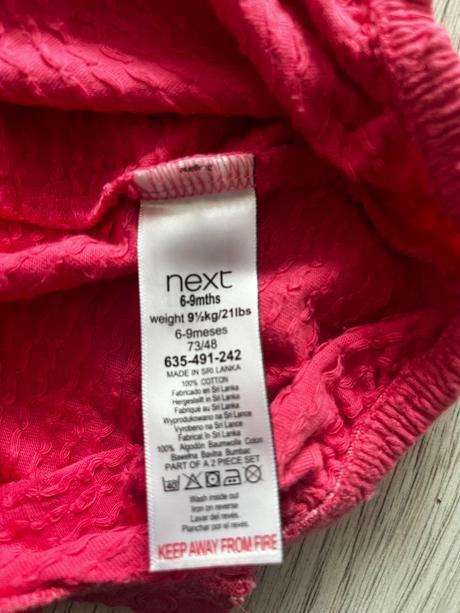 next
6-9mths
weight 9½kg/21lbs
6-9meses
73/48
635-491-242
MADE IN SRI LANKA
100% COTTON
Fabricado en Sri Lanka
Hergestellt in Sri Lanka
Fabriqué au Sri Lanka
Wyprodukowano na Sri Lance
Vyrobeno na Sri Lance
Fabricat în Sri Lanka
100% Algodón Baumwolle Coton
Bawełna Bavlna Bumbac
PART OF A 2 PIECE SET
40
Wash inside out
Iron on reverse
Lavar del revés.
Planchar por el revés.
KEEP AWAY FROM FIRE